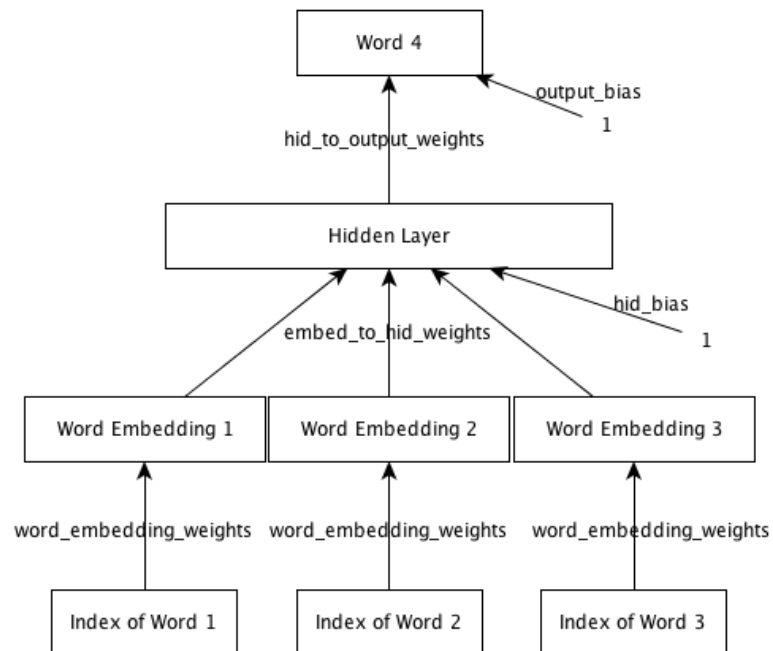 Word 4
output_bias
1
hid_to_output_weights
Hidden Layer
hid_bias
1
embed_to_hid_weights
Word Embedding 1
Word Embedding 2
Word Embedding 3
word_embedding_weights
word_embedding_weights
word_embedding_weights
Index of Word 1
Index of Word 2
Index of Word 3